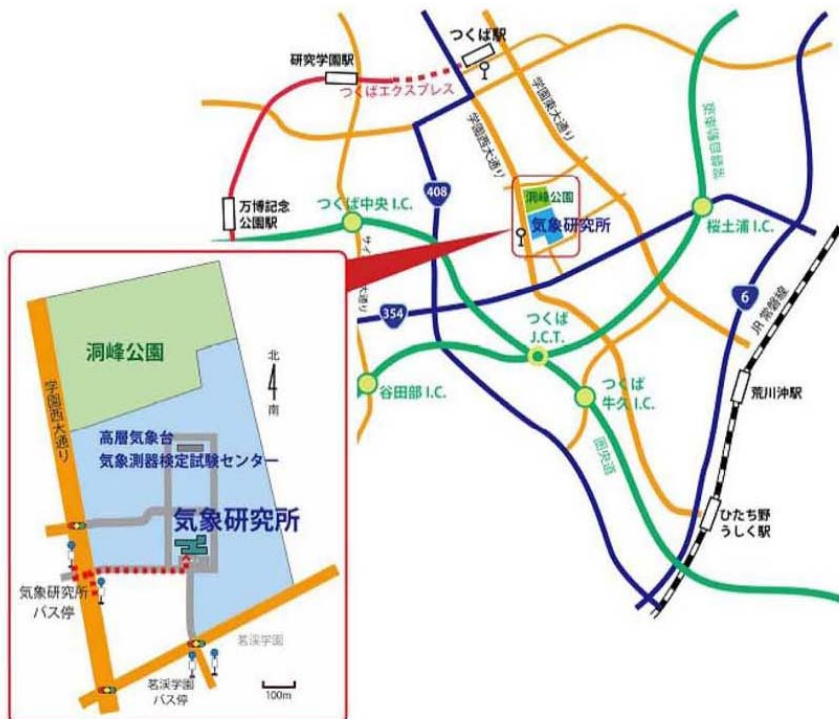 つくば駅
研究学園駅
つくばエクスプレス
学園東大通り
学園西大通り
常磐自動車道
408
洞峰公園
気象研究所
万博記念
公園駅
つくば中央 I.C.
桜土浦 I.C.
354
6
JR 常磐線
つくば
J.C.T.
谷田部 I.C.
つくば
牛久 I.C.
荒川沖駅
圏央道
ひたち野
うしく駅
洞峰公園
北
南
学園西大通り
高層気象台
気象測器検定試験センター
気象研究所
気象研究所
バス停
茗渓学園
茗渓学園
バス停
100m